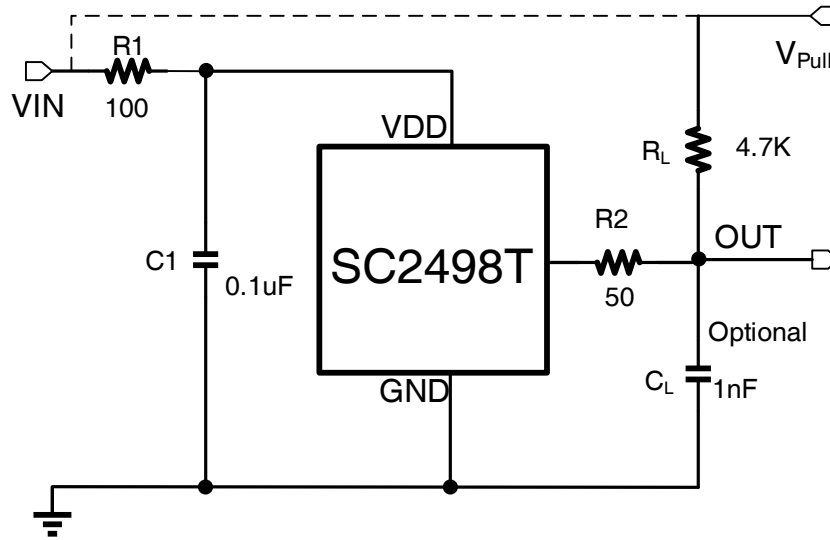 R1
VIN
100
V_Pull
VDD
R_L
4.7K
SC2498T
R2
50
OUT
C1
0.1uF
Optional
GND
C_L
1nF